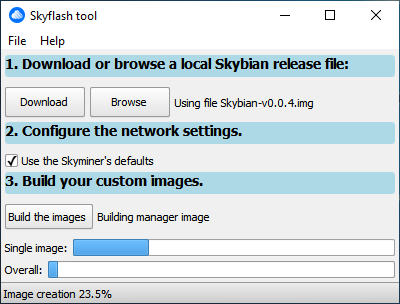 Skyflash tool
File Help
1. Download or browse a local Skybian release file:
Download Browse Using file Skybian-v0.0.4.img
2. Configure the network settings.
Use the Skyminer's defaults
3. Build your custom images.
Build the images Building manager image
Single image:
Overall:
Image creation 23.5%